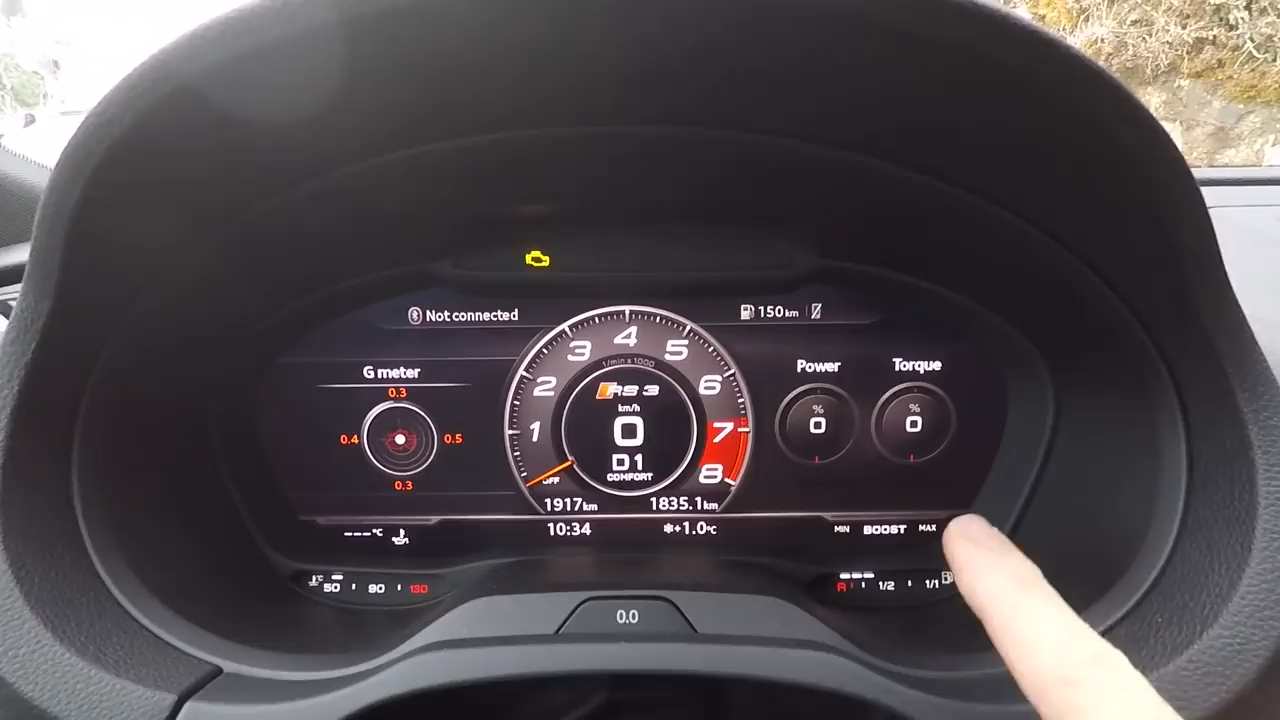 Not connected
150 km
G meter
0.3
0.4
0.5
0.3
1
2
3
4
5
6
7
8
1/min x 1000
RS 3
km/h
0
D1
COMFORT
OFF
Power
%
0
Torque
%
0
1917 km
1835.1 km
---°C
10:34
+1.0°C
MIN BOOST MAX
°C
50
90
130
R
1/2
1/1
0.0